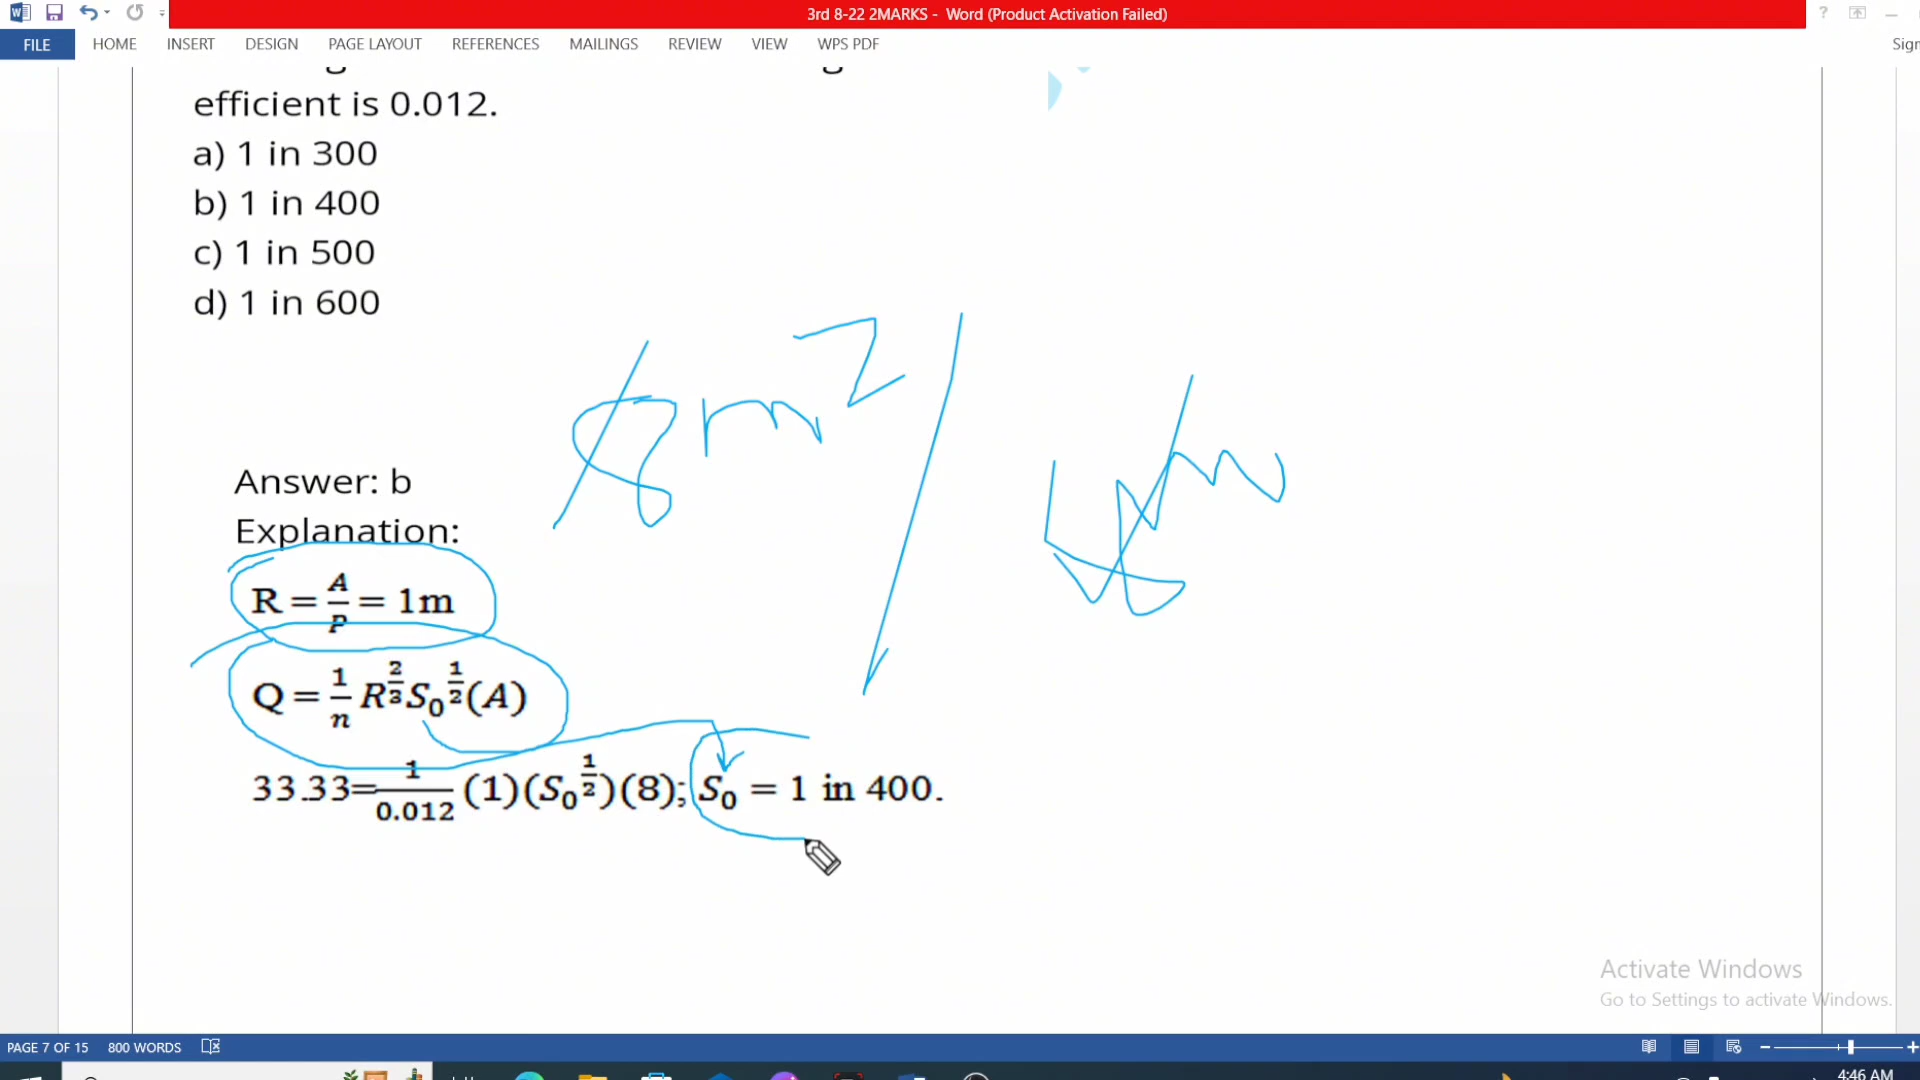 3rd 8-22 2MARKS - Word (Product Activation Failed)
FILE HOME INSERT DESIGN PAGE LAYOUT REFERENCES MAILINGS REVIEW VIEW WPS PDF Sign
efficient is 0.012.
a) 1 in 300
b) 1 in 400
c) 1 in 500
d) 1 in 600
8m²/
Answer: b
Explanation:
R = A/P = 1m
Q = 1/n R^(2/3) S₀^(1/2) (A)
33.33= 1/0.012 (1)(S₀^(1/2))(8); S₀ = 1 in 400.
Activate Windows
Go to Settings to activate Windows.
PAGE 7 OF 15 800 WORDS
4:46 AM